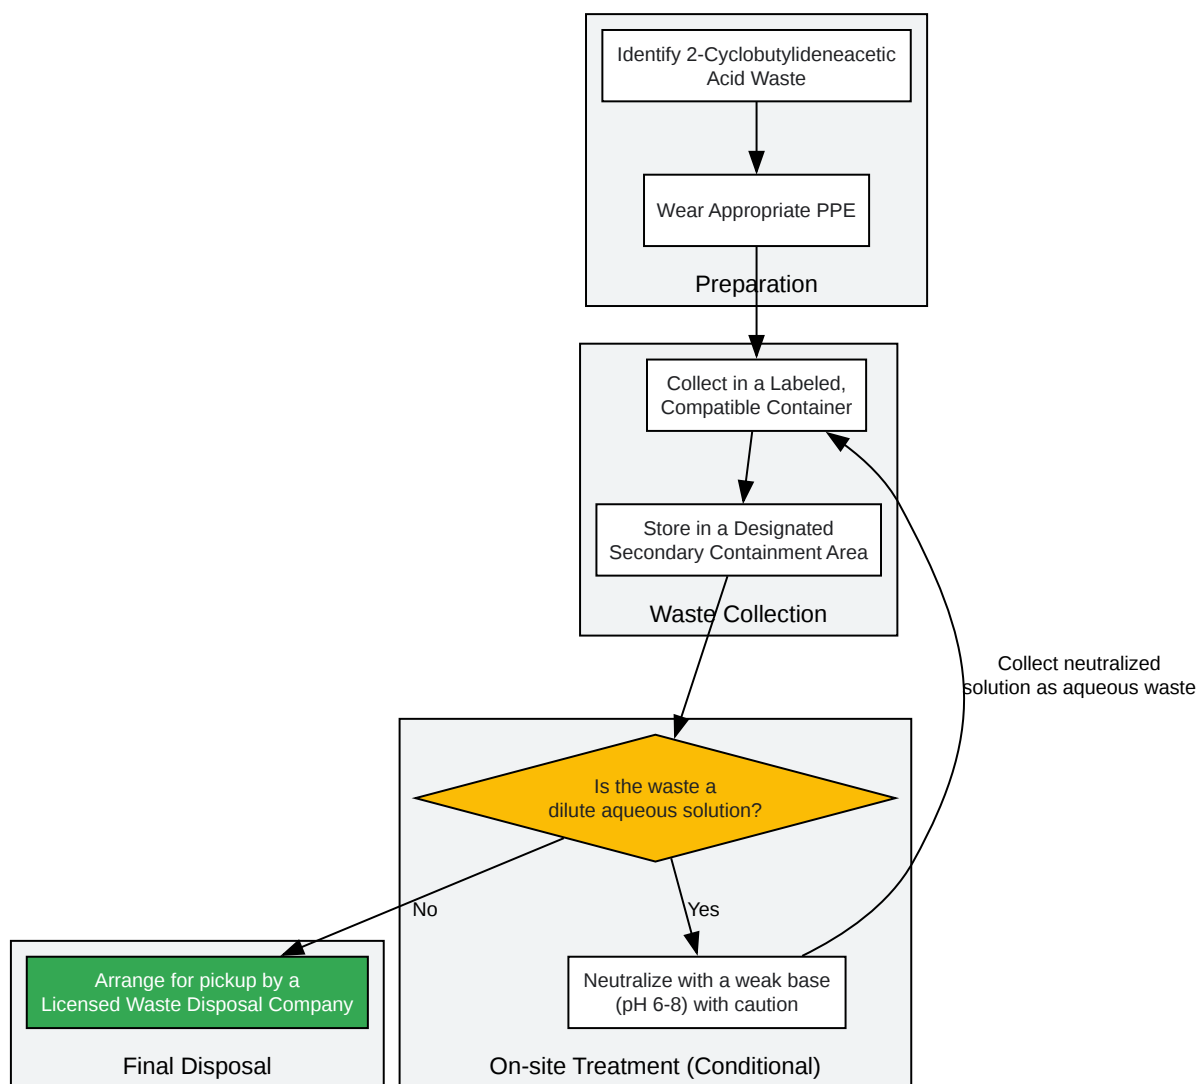 Identify 2-Cyclobutylideneacetic
Acid Waste
Wear Appropriate PPE
Preparation
Collect in a Labeled,
Compatible Container
Store in a Designated
Secondary Containment Area
Waste Collection
Collect neutralized
solution as aqueous waste
Is the waste a
dilute aqueous solution?
No
Yes
Arrange for pickup by a
Licensed Waste Disposal Company
Neutralize with a weak base
(pH 6-8) with caution
Final Disposal
On-site Treatment (Conditional)